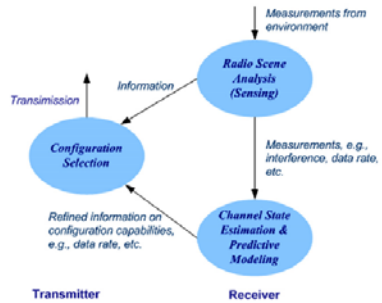 Measurements from
environment
Radio Scene
Analysis
(Sensing)
Information
Transimission
Configuration
Selection
Measurements, e.g.,
interference, data rate,
etc.
Refined information on
configuration capabilities,
e.g., data rate, etc.
Channel State
Estimation &
Predictive
Modeling
Transmitter
Receiver